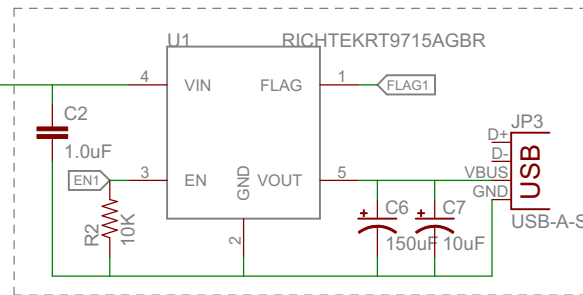 U1 RICHTEKRT9715AGBR
4 VIN FLAG 1 FLAG1
C2
1.0uF
JP3
D+
D-
EN1 3 EN VOUT 5 VBUS
GND
GND
USB
R2
10K
2
C6
150uF
C7
10uF
USB-A-S